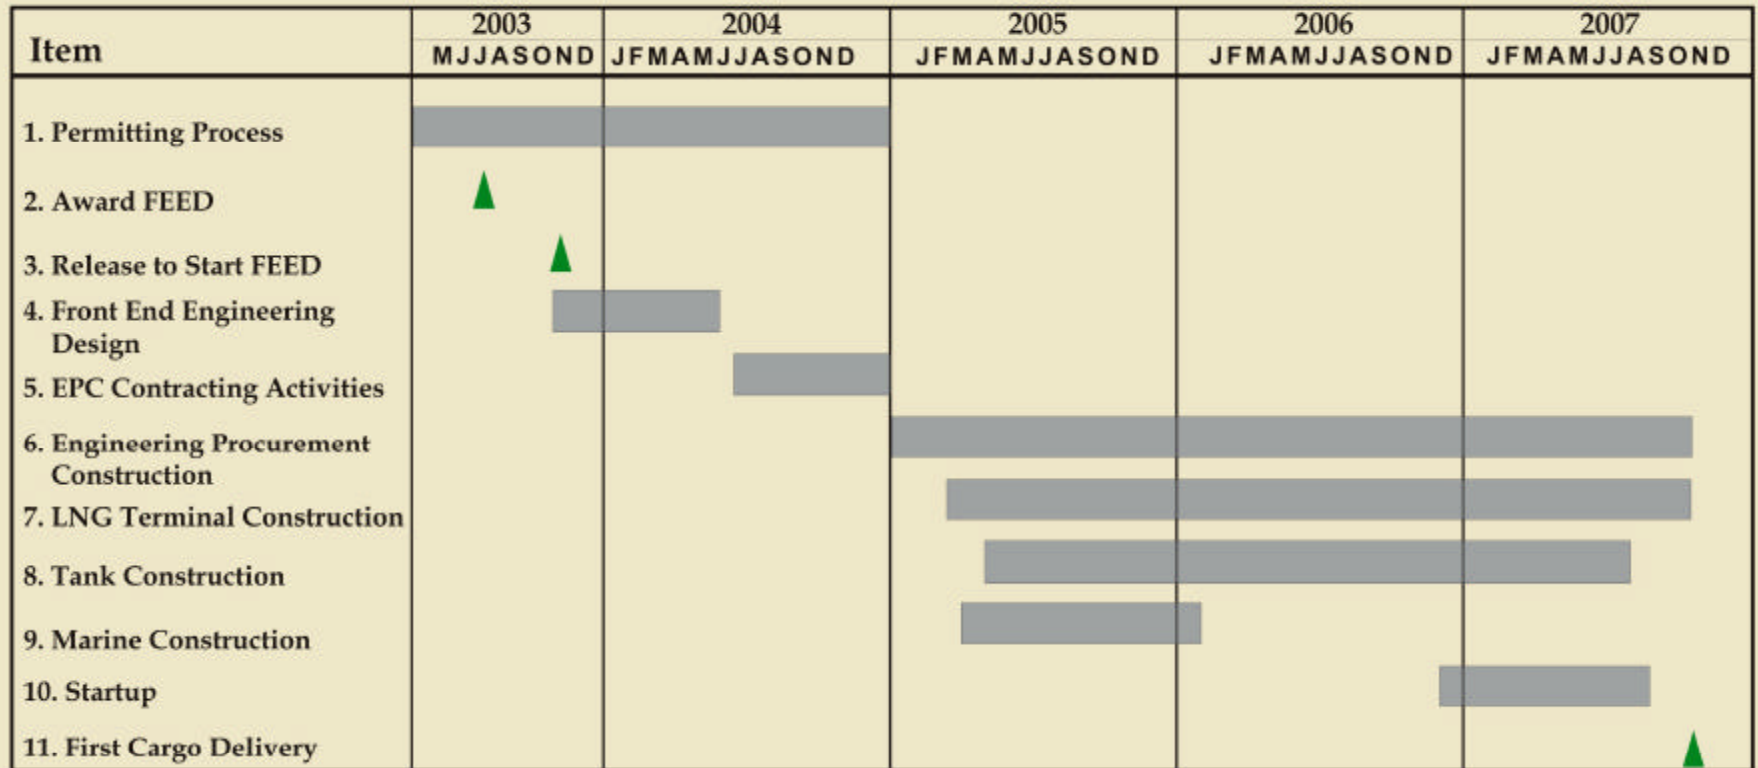 2003 2004 2005 2006 2007
Item MJJASOND JFMAMJJASOND JFMAMJJASOND JFMAMJJASOND JFMAMJJASOND
1. Permitting Process
2. Award FEED
3. Release to Start FEED
4. Front End Engineering
Design
5. EPC Contracting Activities
6. Engineering Procurement
Construction
7. LNG Terminal Construction
8. Tank Construction
9. Marine Construction
10. Startup
11. First Cargo Delivery